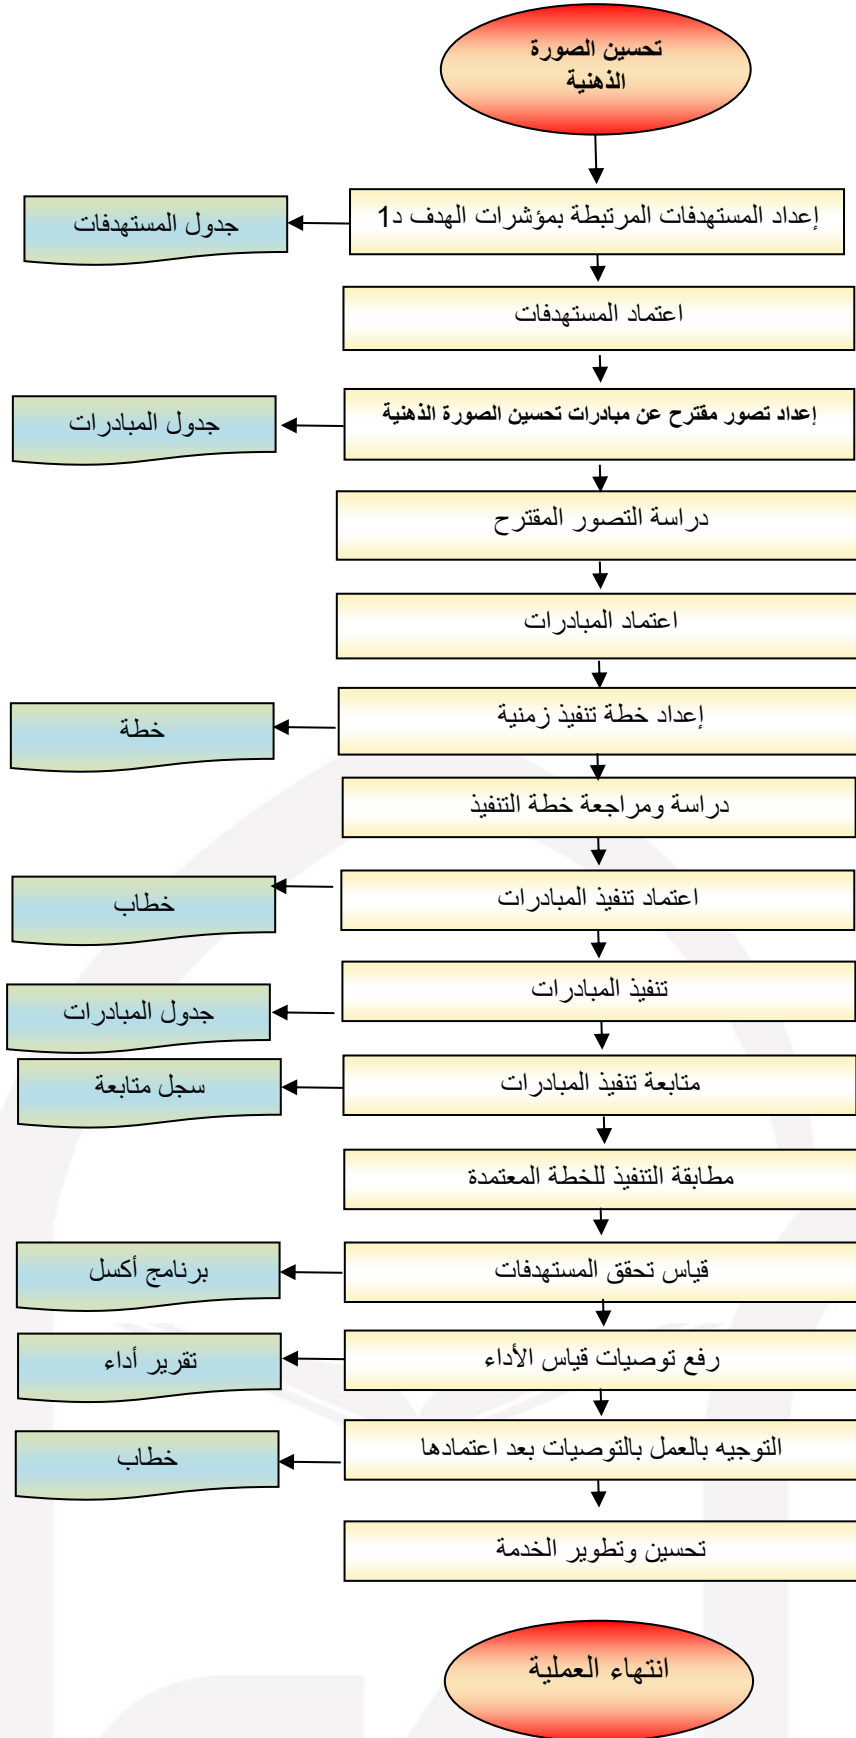 تحسين الصورة
الذهنية
إعداد المستهدفات المرتبطة بمؤشرات الهدف د1
جدول المستهدفات
اعتماد المستهدفات
إعداد تصور مقترح عن مبادرات تحسين الصورة الذهنية
جدول المبادرات
دراسة التصور المقترح
اعتماد المبادرات
إعداد خطة تنفيذ زمنية
خطة
دراسة ومراجعة خطة التنفيذ
اعتماد تنفيذ المبادرات
خطاب
تنفيذ المبادرات
جدول المبادرات
متابعة تنفيذ المبادرات
سجل متابعة
مطابقة التنفيذ للخطة المعتمدة
قياس تحقق المستهدفات
برنامج أكسل
رفع توصيات قياس الأداء
تقرير أداء
التوجيه بالعمل بالتوصيات بعد اعتمادها
خطاب
تحسين وتطوير الخدمة
انتهاء العملية